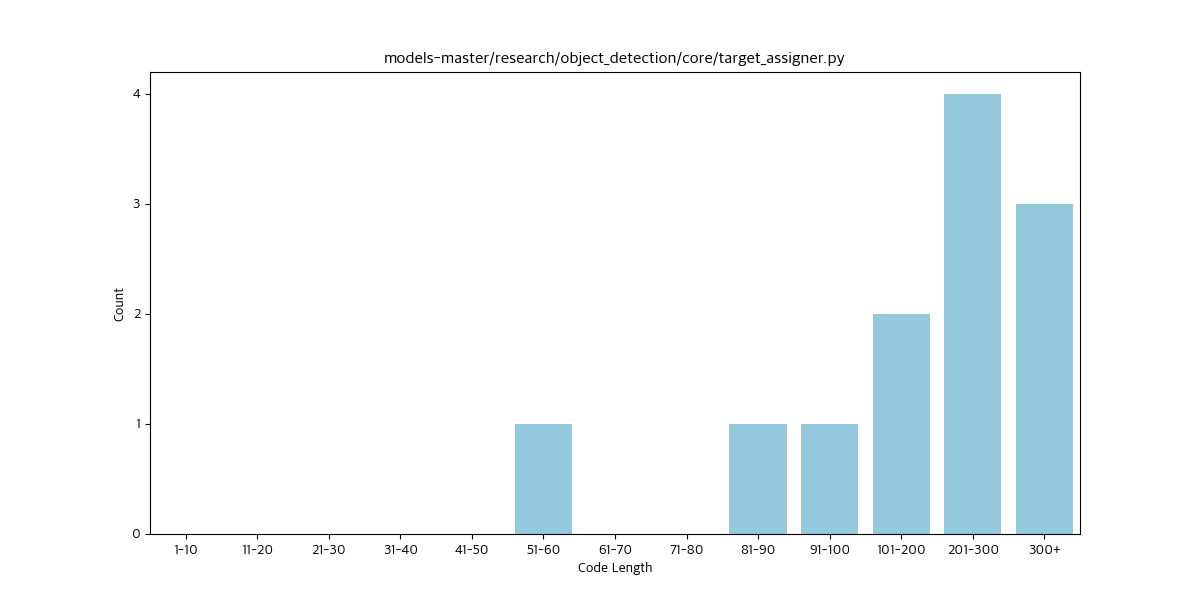 models-master/research/object_detection/core/target_assigner.py
4
3
2
1
0
Count
1-10 11-20 21-30 31-40 41-50 51-60 61-70 71-80 81-90 91-100 101-200 201-300 300+
Code Length